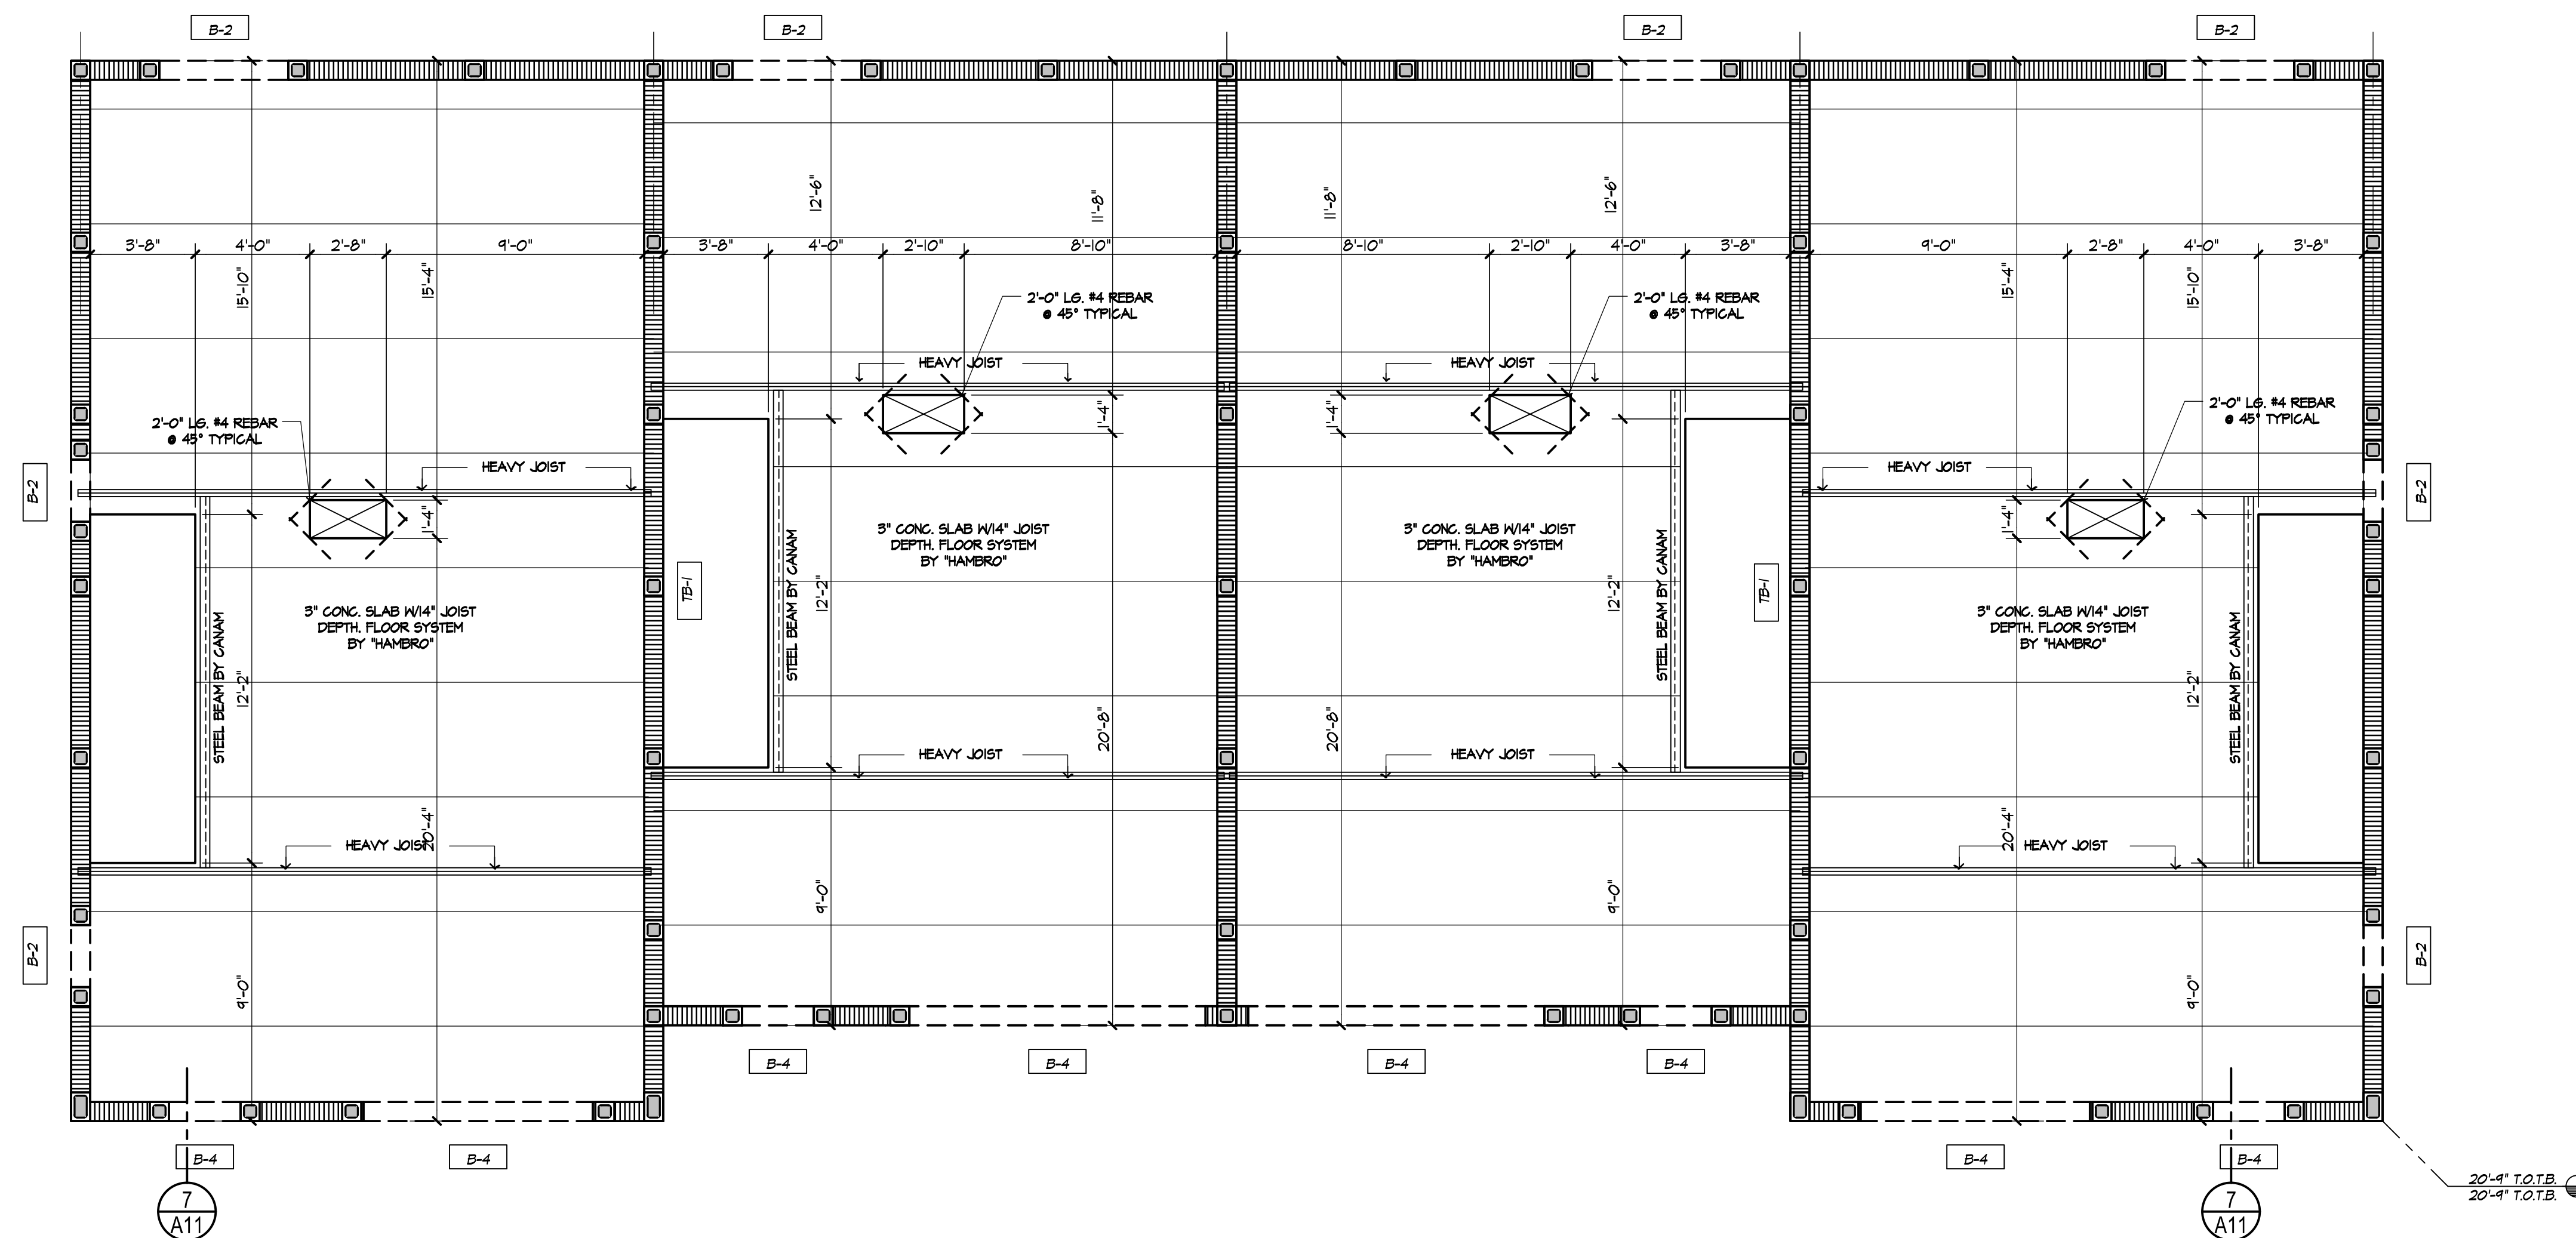 B-2
B-2
B-2
B-2
12'-6"
11'-8"
11'-8"
12'-6"
3'-8"
4'-0"
2'-8"
9'-0"
3'-8"
4'-0"
2'-10"
8'-10"
8'-10"
2'-10"
4'-0"
3'-8"
9'-0"
2'-8"
4'-0"
3'-8"
15'-10"
15'-4"
15'-4"
15'-10"
2'-0" LG. #4 REBAR
@ 45° TYPICAL
2'-0" LG. #4 REBAR
@ 45° TYPICAL
HEAVY JOIST
HEAVY JOIST
2'-0" LG. #4 REBAR
@ 45° TYPICAL
1'-4"
1'-4"
2'-0" LG. #4 REBAR
@ 45° TYPICAL
B-2
HEAVY JOIST
HEAVY JOIST
B-2
1'-4"
1'-4"
3" CONC. SLAB W/14" JOIST
DEPTH. FLOOR SYSTEM
BY "HAMBRO"
3" CONC. SLAB W/14" JOIST
DEPTH. FLOOR SYSTEM
BY "HAMBRO"
TB-1
STEEL BEAM BY CANAM
12'-2"
12'-2"
STEEL BEAM BY CANAM
TB-1
3" CONC. SLAB W/14" JOIST
DEPTH. FLOOR SYSTEM
BY "HAMBRO"
3" CONC. SLAB W/14" JOIST
DEPTH. FLOOR SYSTEM
BY "HAMBRO"
STEEL BEAM BY CANAM
12'-2"
12'-2"
STEEL BEAM BY CANAM
20'-8"
20'-8"
HEAVY JOIST
HEAVY JOIST
20'-4"
HEAVY JOIST
20'-4"
HEAVY JOIST
9'-0"
9'-0"
B-2
B-2
9'-0"
9'-0"
B-4
B-4
B-4
B-4
B-4
B-4
B-4
B-4
7
A11
7
A11
20'-9" T.O.T.B.
20'-9" T.O.T.B.